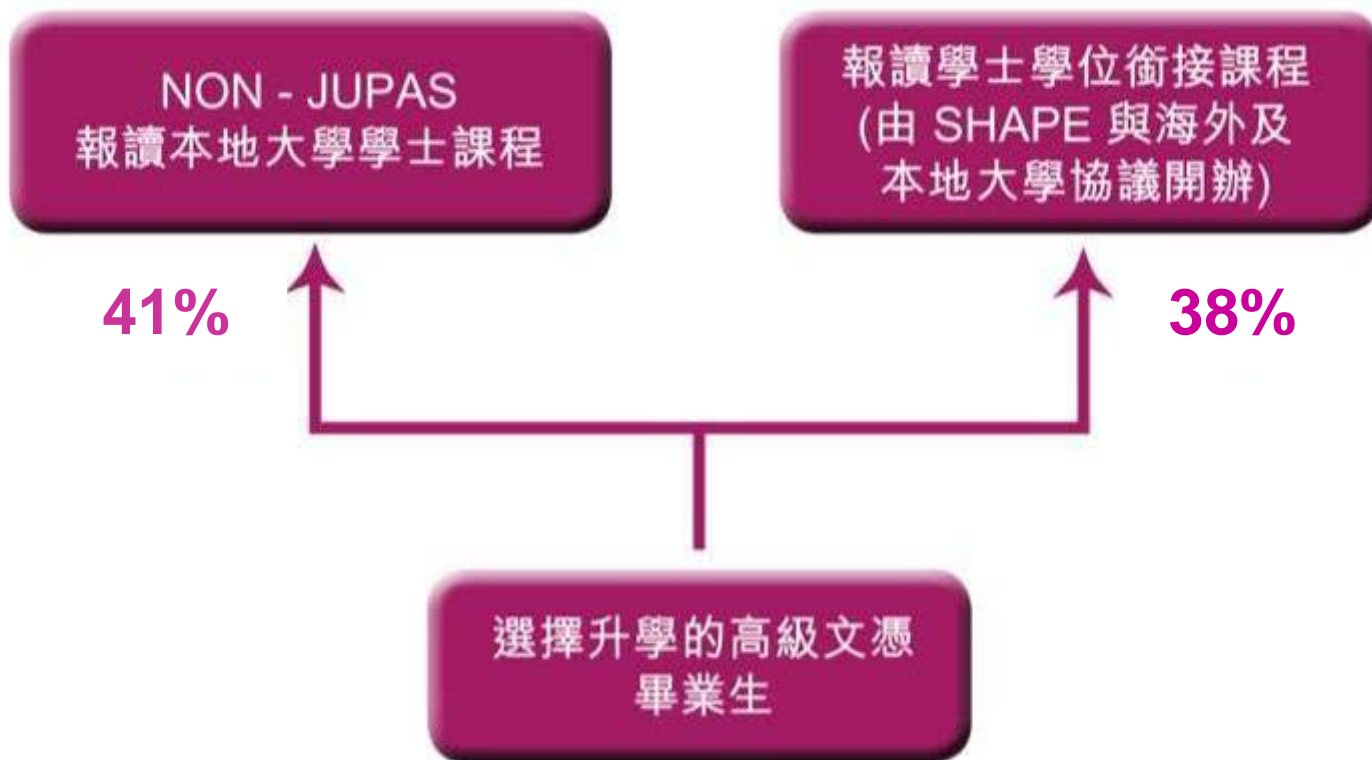 NON - JUPAS
報讀本地大學學士課程
報讀學士學位銜接課程
(由 SHAPE 與海外及
本地大學協議開辦)
41%
38%
選擇升學的高級文憑
畢業生